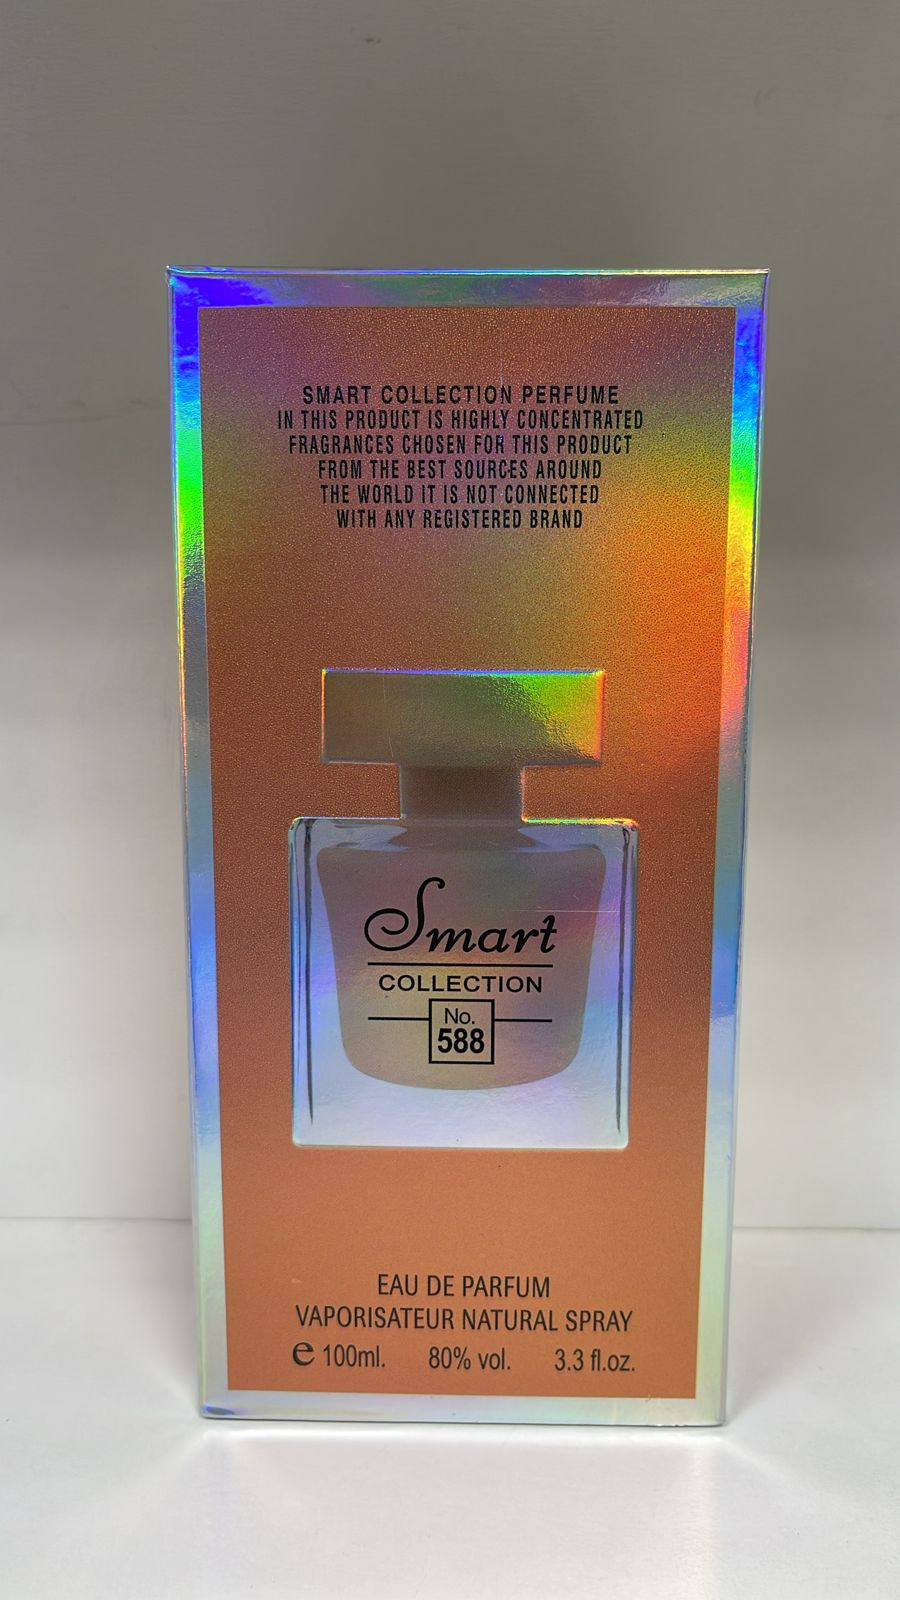 SMART COLLECTION PERFUME
IN THIS PRODUCT IS HIGHLY CONCENTRATED
FRAGRANCES CHOSEN FOR THIS PRODUCT
FROM THE BEST SOURCES AROUND
THE WORLD IT IS NOT CONNECTED
WITH ANY REGISTERED BRAND
Smart
COLLECTION
No.
588
EAU DE PARFUM
VAPORISATEUR NATURAL SPRAY
e 100ml. 80% vol. 3.3 fl.oz.